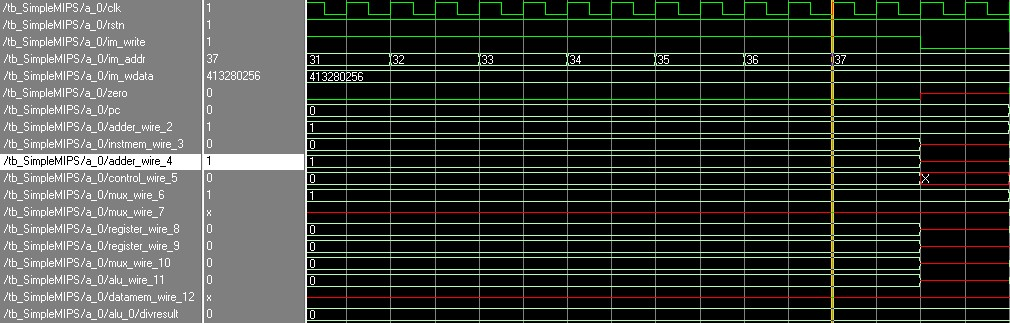 /tb_SimpleMIPS/a_0/clk 1
/tb_SimpleMIPS/a_0/rstn 1
/tb_SimpleMIPS/a_0/im_write 1
/tb_SimpleMIPS/a_0/im_addr 37 31 32 33 34 35 36 37
/tb_SimpleMIPS/a_0/im_wdata 413280256 413280256
/tb_SimpleMIPS/a_0/zero 0
/tb_SimpleMIPS/a_0/pc 0 0
/tb_SimpleMIPS/a_0/adder_wire_2 1 1
/tb_SimpleMIPS/a_0/instmem_wire_3 0 0
/tb_SimpleMIPS/a_0/adder_wire_4 1 1
/tb_SimpleMIPS/a_0/control_wire_5 0 0
/tb_SimpleMIPS/a_0/mux_wire_6 1 1
/tb_SimpleMIPS/a_0/mux_wire_7 x
/tb_SimpleMIPS/a_0/register_wire_8 0 0
/tb_SimpleMIPS/a_0/register_wire_9 0 0
/tb_SimpleMIPS/a_0/mux_wire_10 0 0
/tb_SimpleMIPS/a_0/alu_wire_11 0 0
/tb_SimpleMIPS/a_0/datamem_wire_12 x
/tb_SimpleMIPS/a_0/alu_0/divresult 0 0